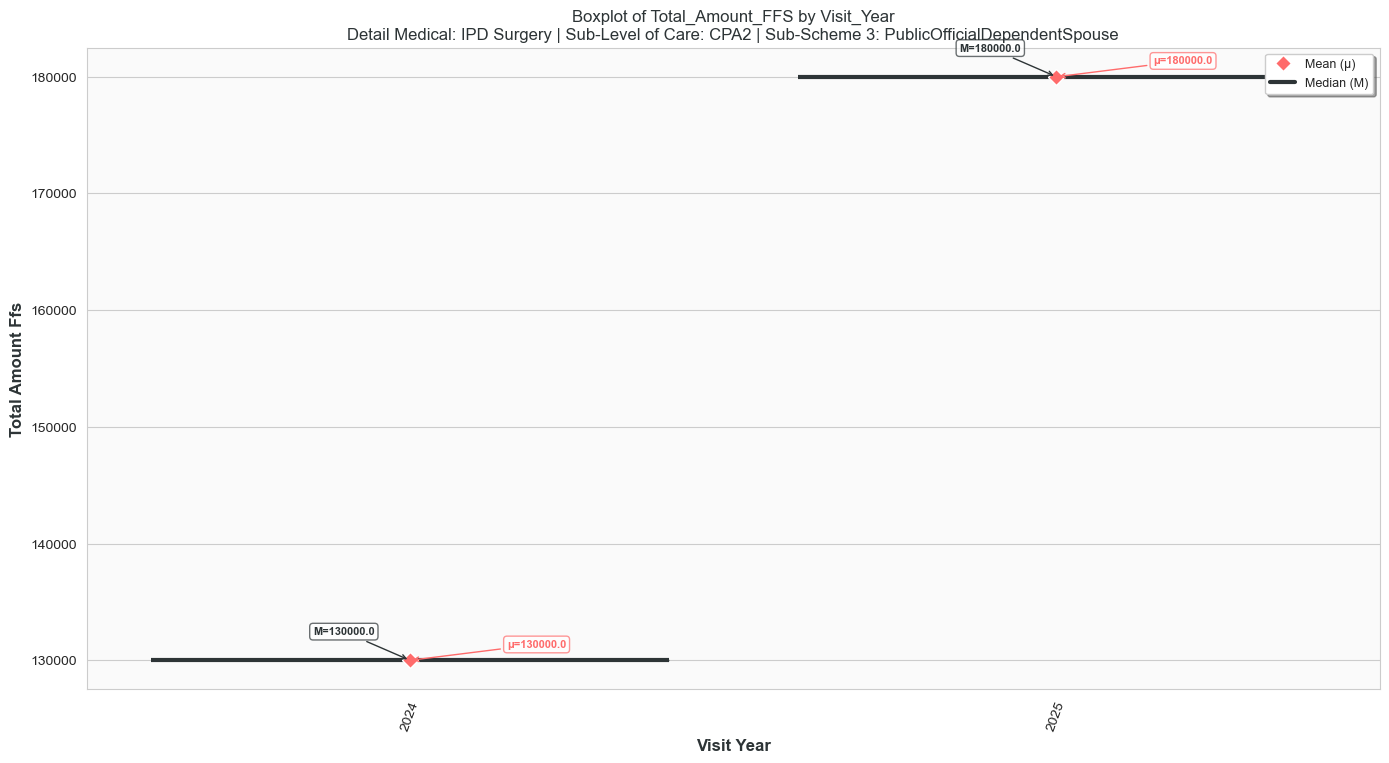 Boxplot of Total_Amount_FFS by Visit_Year
Detail Medical: IPD Surgery | Sub-Level of Care: CPA2 | Sub-Scheme 3: PublicOfficialDependentSpouse
M=180000.0
μ=180000.0
Mean (μ)
Median (M)
180000
170000
160000
150000
140000
130000
Total Amount Ffs
M=130000.0
μ=130000.0
2024
2025
Visit Year